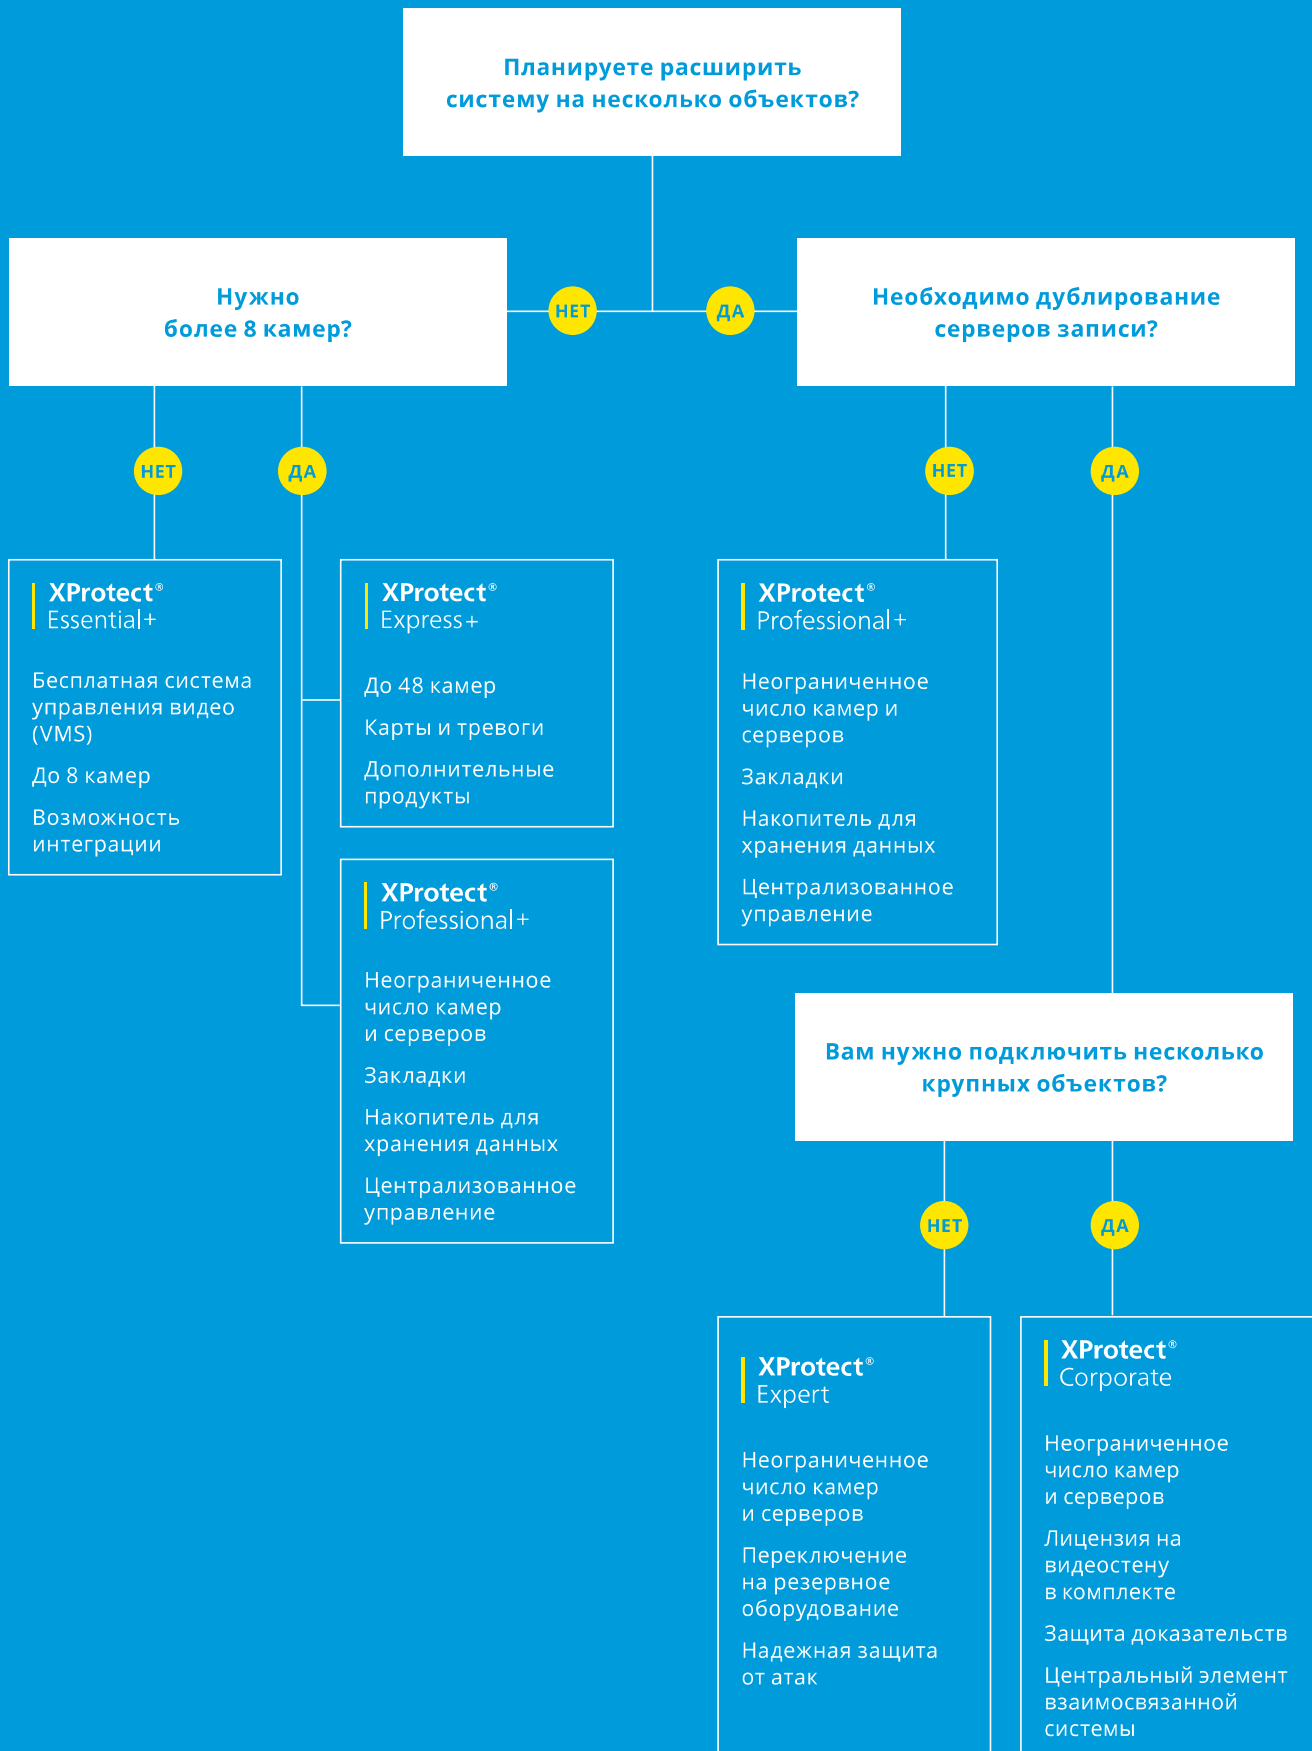 Планируете расширить
систему на несколько объектов?
Нужно
более 8 камер?
НЕТ
ДА
Необходимо дублирование
серверов записи?
НЕТ
ДА
НЕТ
ДА
XProtect®
Essential+
Бесплатная система
управления видео
(VMS)
До 8 камер
Возможность
интеграции
XProtect®
Express+
До 48 камер
Карты и тревоги
Дополнительные
продукты
XProtect®
Professional+
Неограниченное
число камер
и серверов
Закладки
Накопитель для
хранения данных
Централизованное
управление
XProtect®
Professional+
Неограниченное
число камер и
серверов
Закладки
Накопитель для
хранения данных
Централизованное
управление
Вам нужно подключить несколько
крупных объектов?
НЕТ
ДА
XProtect®
Expert
Неограниченное
число камер
и серверов
Переключение
на резервное
оборудование
Надежная защита
от атак
XProtect®
Corporate
Неограниченное
число камер
и серверов
Лицензия на
видеостену
в комплекте
Защита доказательств
Центральный элемент
взаимосвязанной
системы